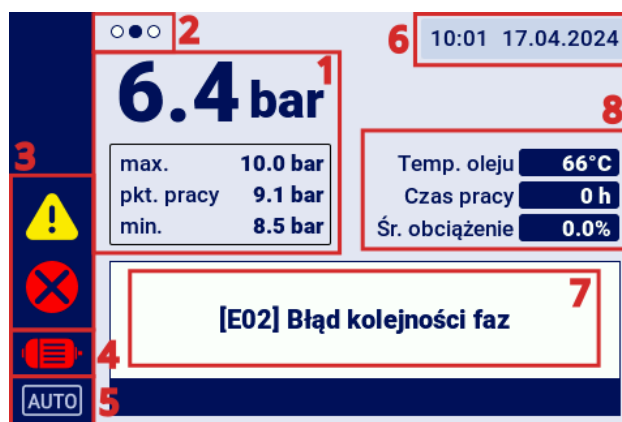 2
6
10:01 17.04.2024
1
6.4 bar
8
3
max. 10.0 bar
pkt. pracy 9.1 bar
min. 8.5 bar
Temp. oleju 66°C
Czas pracy 0 h
Śr. obciążenie 0.0%
7
[E02] Błąd kolejności faz
4
AUTO
5